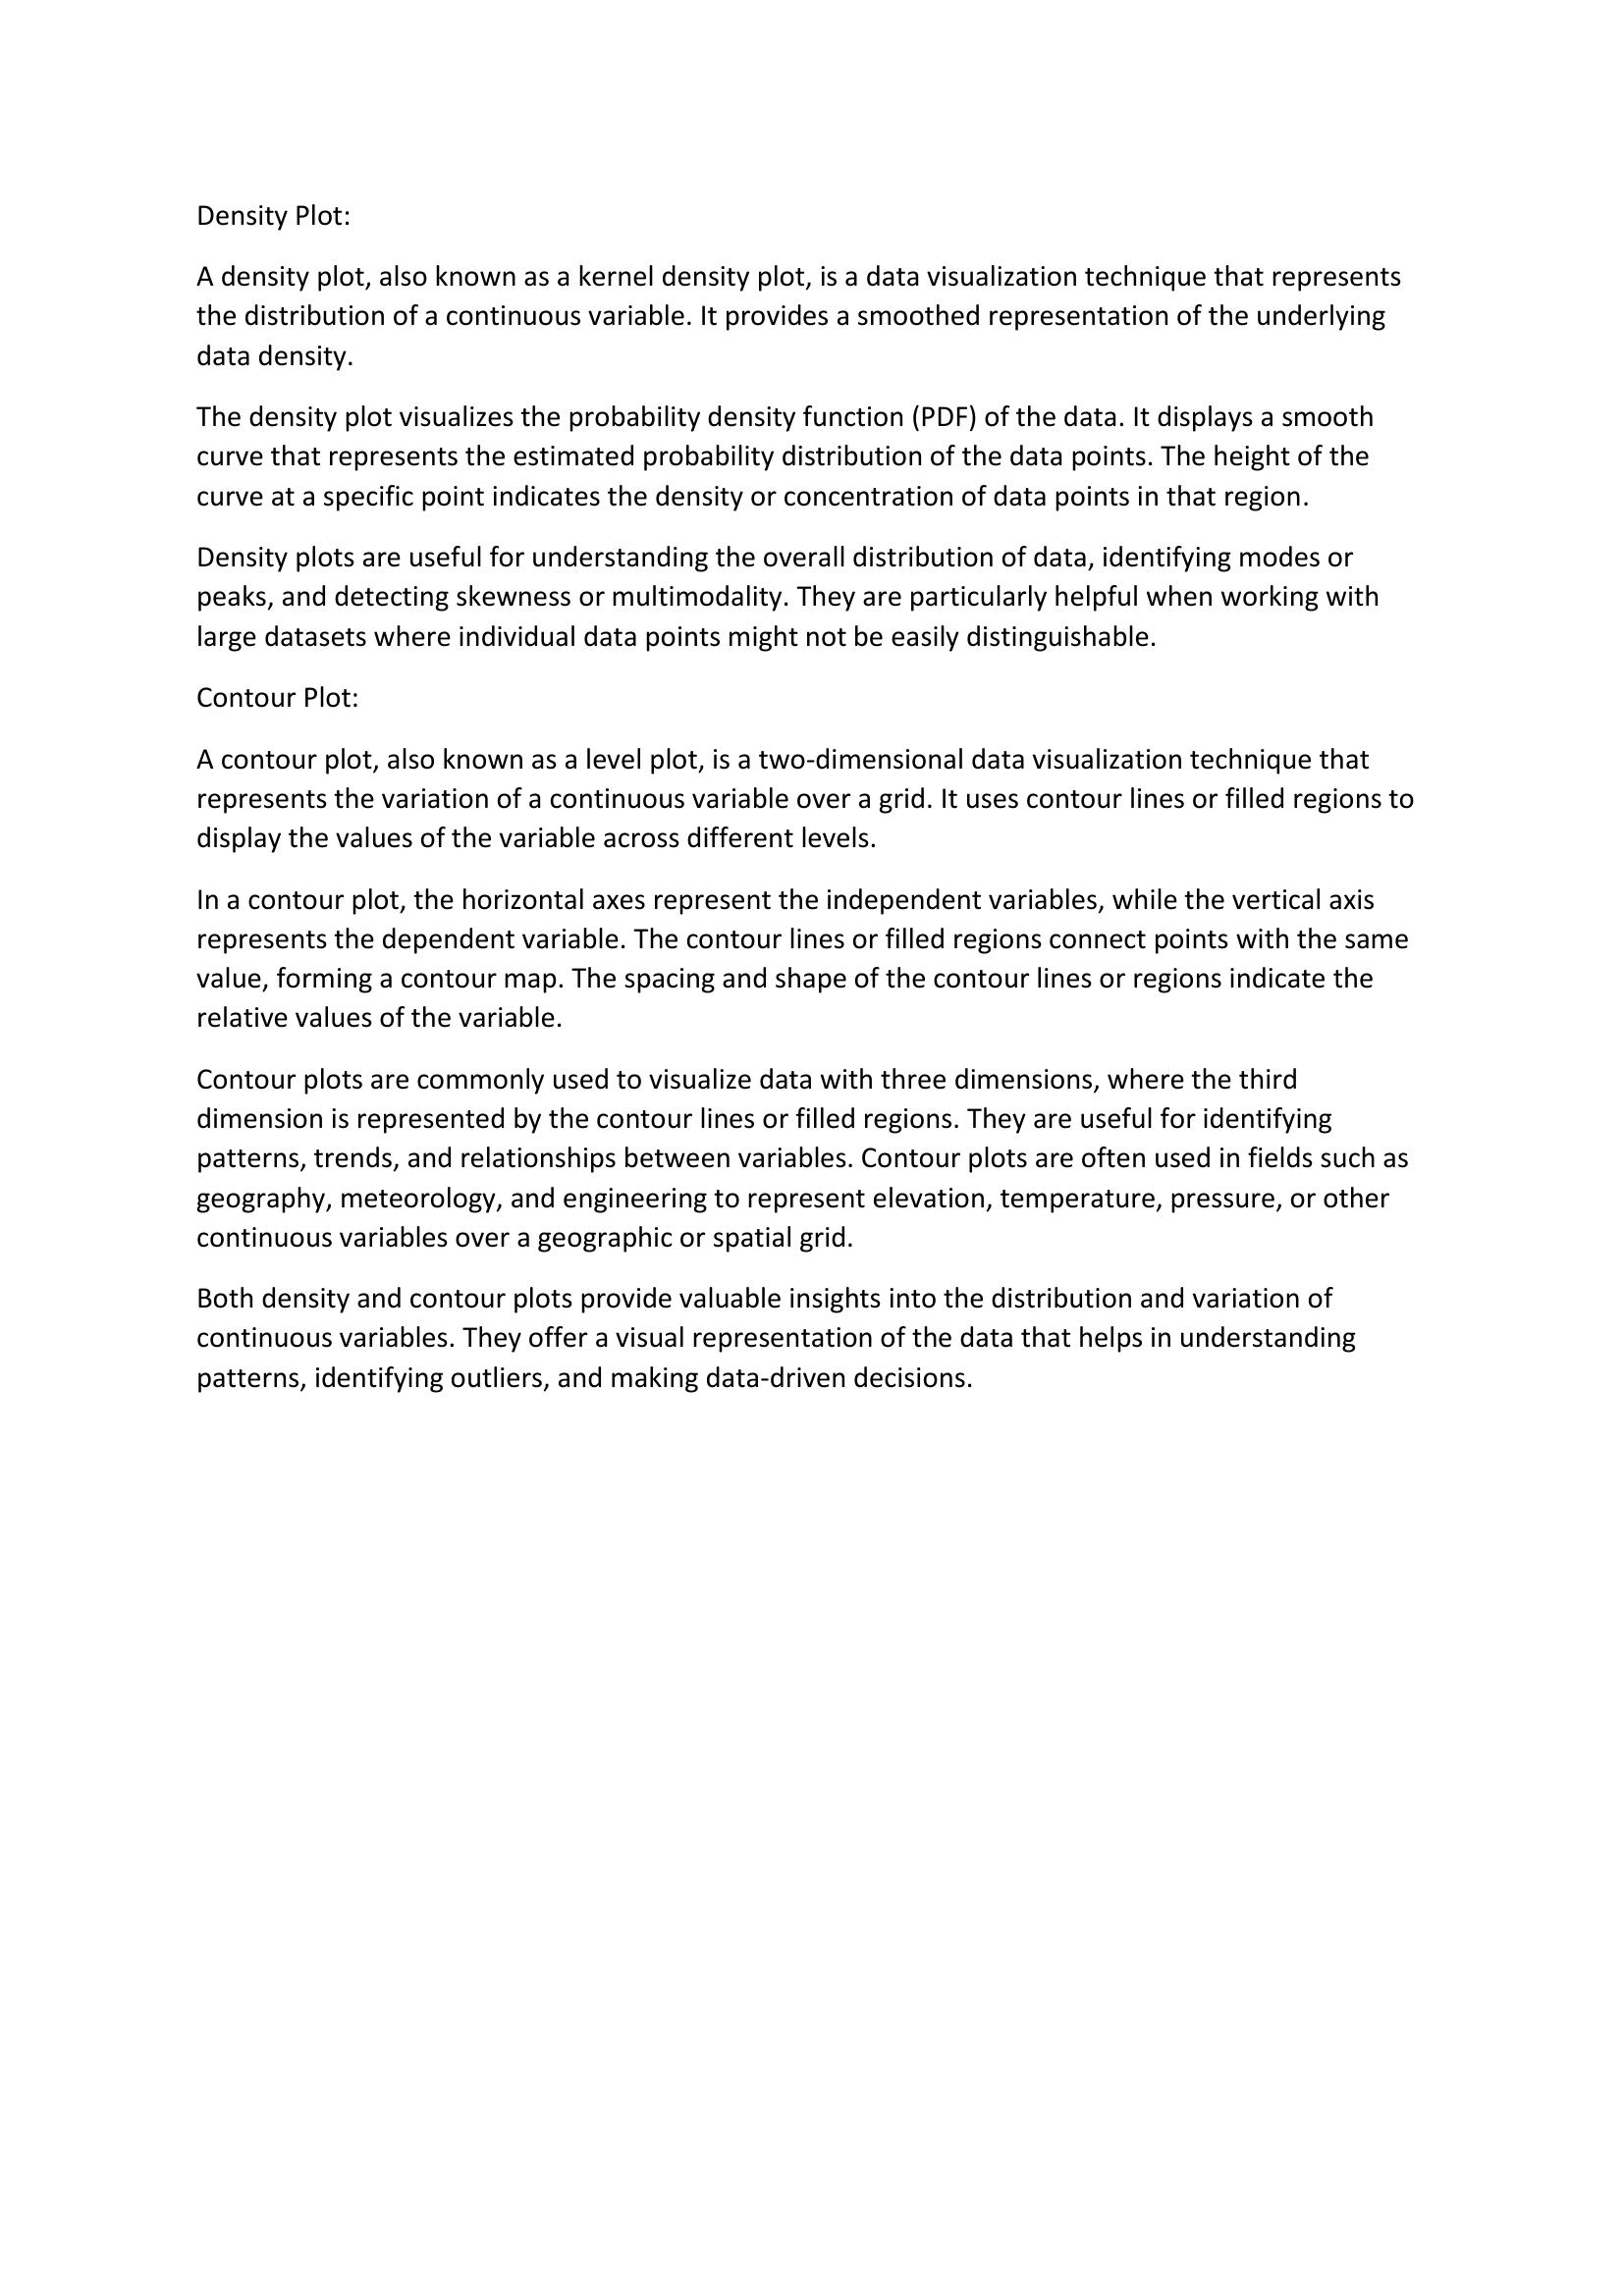 Density Plot:
A density plot, also known as a kernel density plot, is a data visualization technique that represents
the distribution of a continuous variable. It provides a smoothed representation of the underlying
data density.
The density plot visualizes the probability density function (PDF) of the data. It displays a smooth
curve that represents the estimated probability distribution of the data points. The height of the
curve at a specific point indicates the density or concentration of data points in that region.
Density plots are useful for understanding the overall distribution of data, identifying modes or
peaks, and detecting skewness or multimodality. They are particularly helpful when working with
large datasets where individual data points might not be easily distinguishable.
Contour Plot:
A contour plot, also known as a level plot, is a two-dimensional data visualization technique that
represents the variation of a continuous variable over a grid. It uses contour lines or filled regions to
display the values of the variable across different levels.
In a contour plot, the horizontal axes represent the independent variables, while the vertical axis
represents the dependent variable. The contour lines or filled regions connect points with the same
value, forming a contour map. The spacing and shape of the contour lines or regions indicate the
relative values of the variable.
Contour plots are commonly used to visualize data with three dimensions, where the third
dimension is represented by the contour lines or filled regions. They are useful for identifying
patterns, trends, and relationships between variables. Contour plots are often used in fields such as
geography, meteorology, and engineering to represent elevation, temperature, pressure, or other
continuous variables over a geographic or spatial grid.
Both density and contour plots provide valuable insights into the distribution and variation of
continuous variables. They offer a visual representation of the data that helps in understanding
patterns, identifying outliers, and making data-driven decisions.